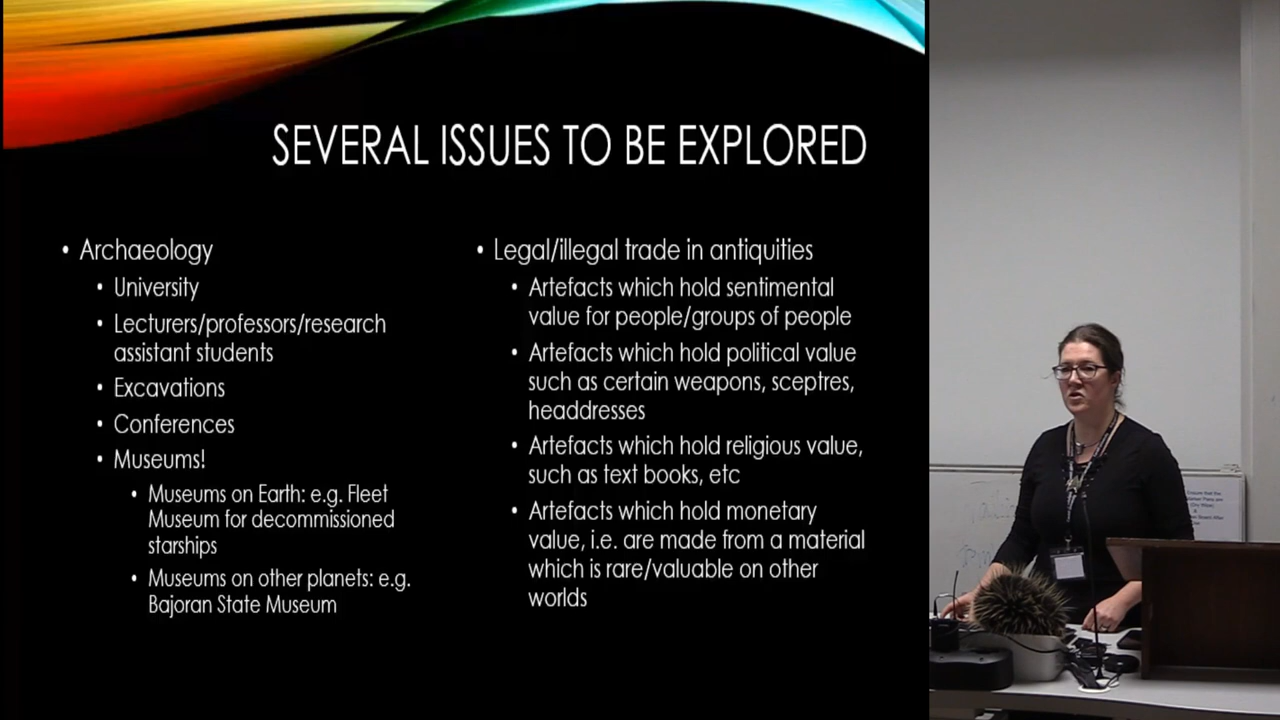 SEVERAL ISSUES TO BE EXPLORED
• Archaeology
• University
• Lecturers/professors/research
assistant students
• Excavations
• Conferences
• Museums!
• Museums on Earth: e.g. Fleet
Museum for decommissioned
starships
• Museums on other planets: e.g.
Bajoran State Museum
• Legal/illegal trade in antiquities
• Artefacts which hold sentimental
value for people/groups of people
• Artefacts which hold political value
such as certain weapons, sceptres,
headdresses
• Artefacts which hold religious value,
such as text books, etc
• Artefacts which hold monetary
value, i.e. are made from a material
which is rare/valuable on other
worlds